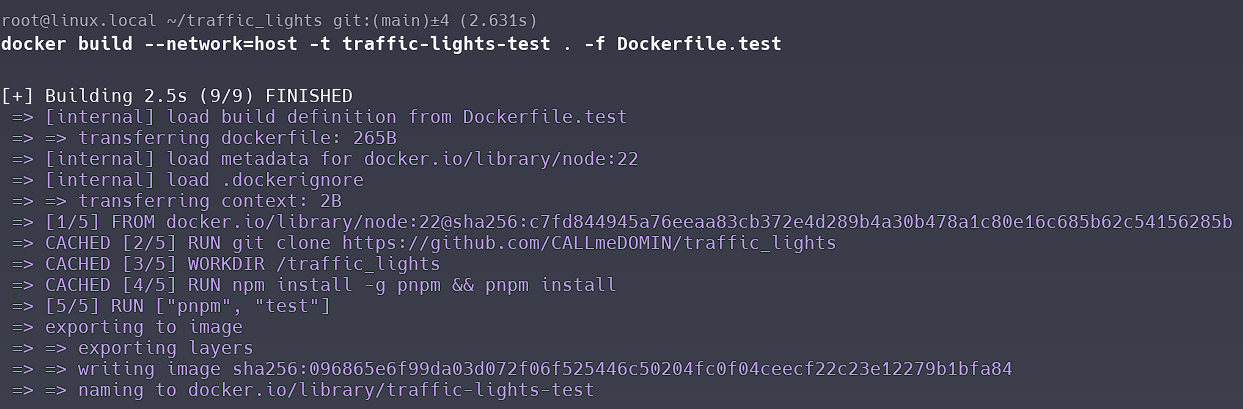 root@linux.local ~/traffic_lights git:(main)±4 (2.631s)
docker build --network=host -t traffic-lights-test . -f Dockerfile.test
[+] Building 2.5s (9/9) FINISHED
=> [internal] load build definition from Dockerfile.test
=> => transferring dockerfile: 265B
=> [internal] load metadata for docker.io/library/node:22
=> [internal] load .dockerignore
=> => transferring context: 2B
=> [1/5] FROM docker.io/library/node:22@sha256:c7fd844945a76eeaa83cb372e4d289b4a30b478a1c80e16c685b62c54156285b
=> CACHED [2/5] RUN git clone https://github.com/CALLmeDOMIN/traffic_lights
=> CACHED [3/5] WORKDIR /traffic_lights
=> CACHED [4/5] RUN npm install -g pnpm && pnpm install
=> [5/5] RUN ["pnpm", "test"]
=> exporting to image
=> => exporting layers
=> => writing image sha256:096865e6f99da03d072f06f525446c50204fc0f04ceecf22c23e12279b1bfa84
=> => naming to docker.io/library/traffic-lights-test